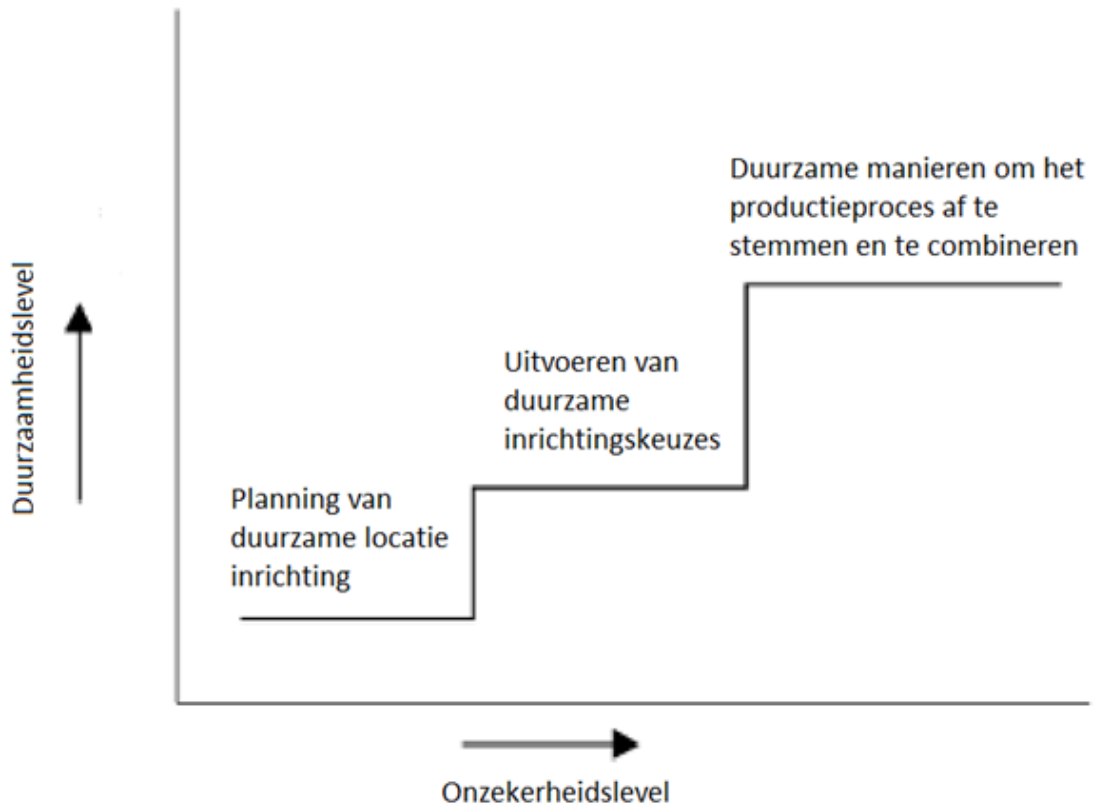 Duurzame manieren om het
productieproces af te
stemmen en te combineren
Uitvoeren van
duurzame
inrichtingskeuzes
Planning van
duurzame locatie
inrichting
Duurzaamheidslevel
Onzekerheidslevel